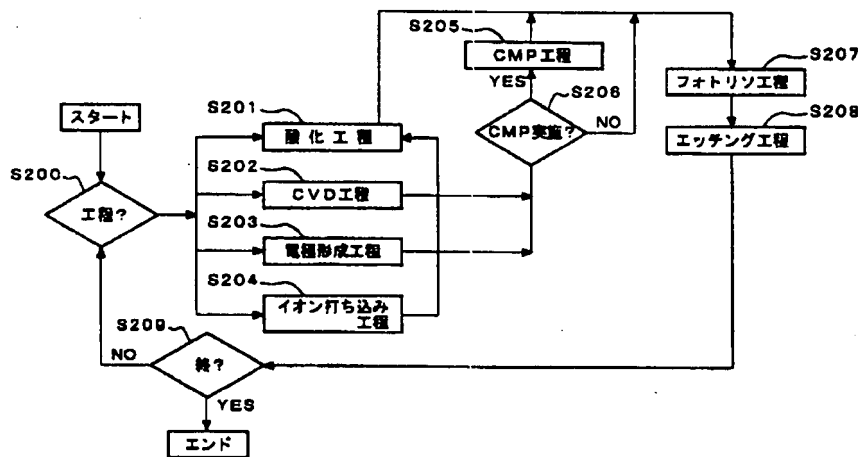 スタート
S200
工程?
S201
酸化工程
S202
CVD工程
S203
電極形成工程
S204
イオン打ち込み
工程
S205
CMP工程
YES
S206
CMP実施?
NO
S207
フォトリソ工程
S208
エッチング工程
S209
NO
終?
YES
エンド